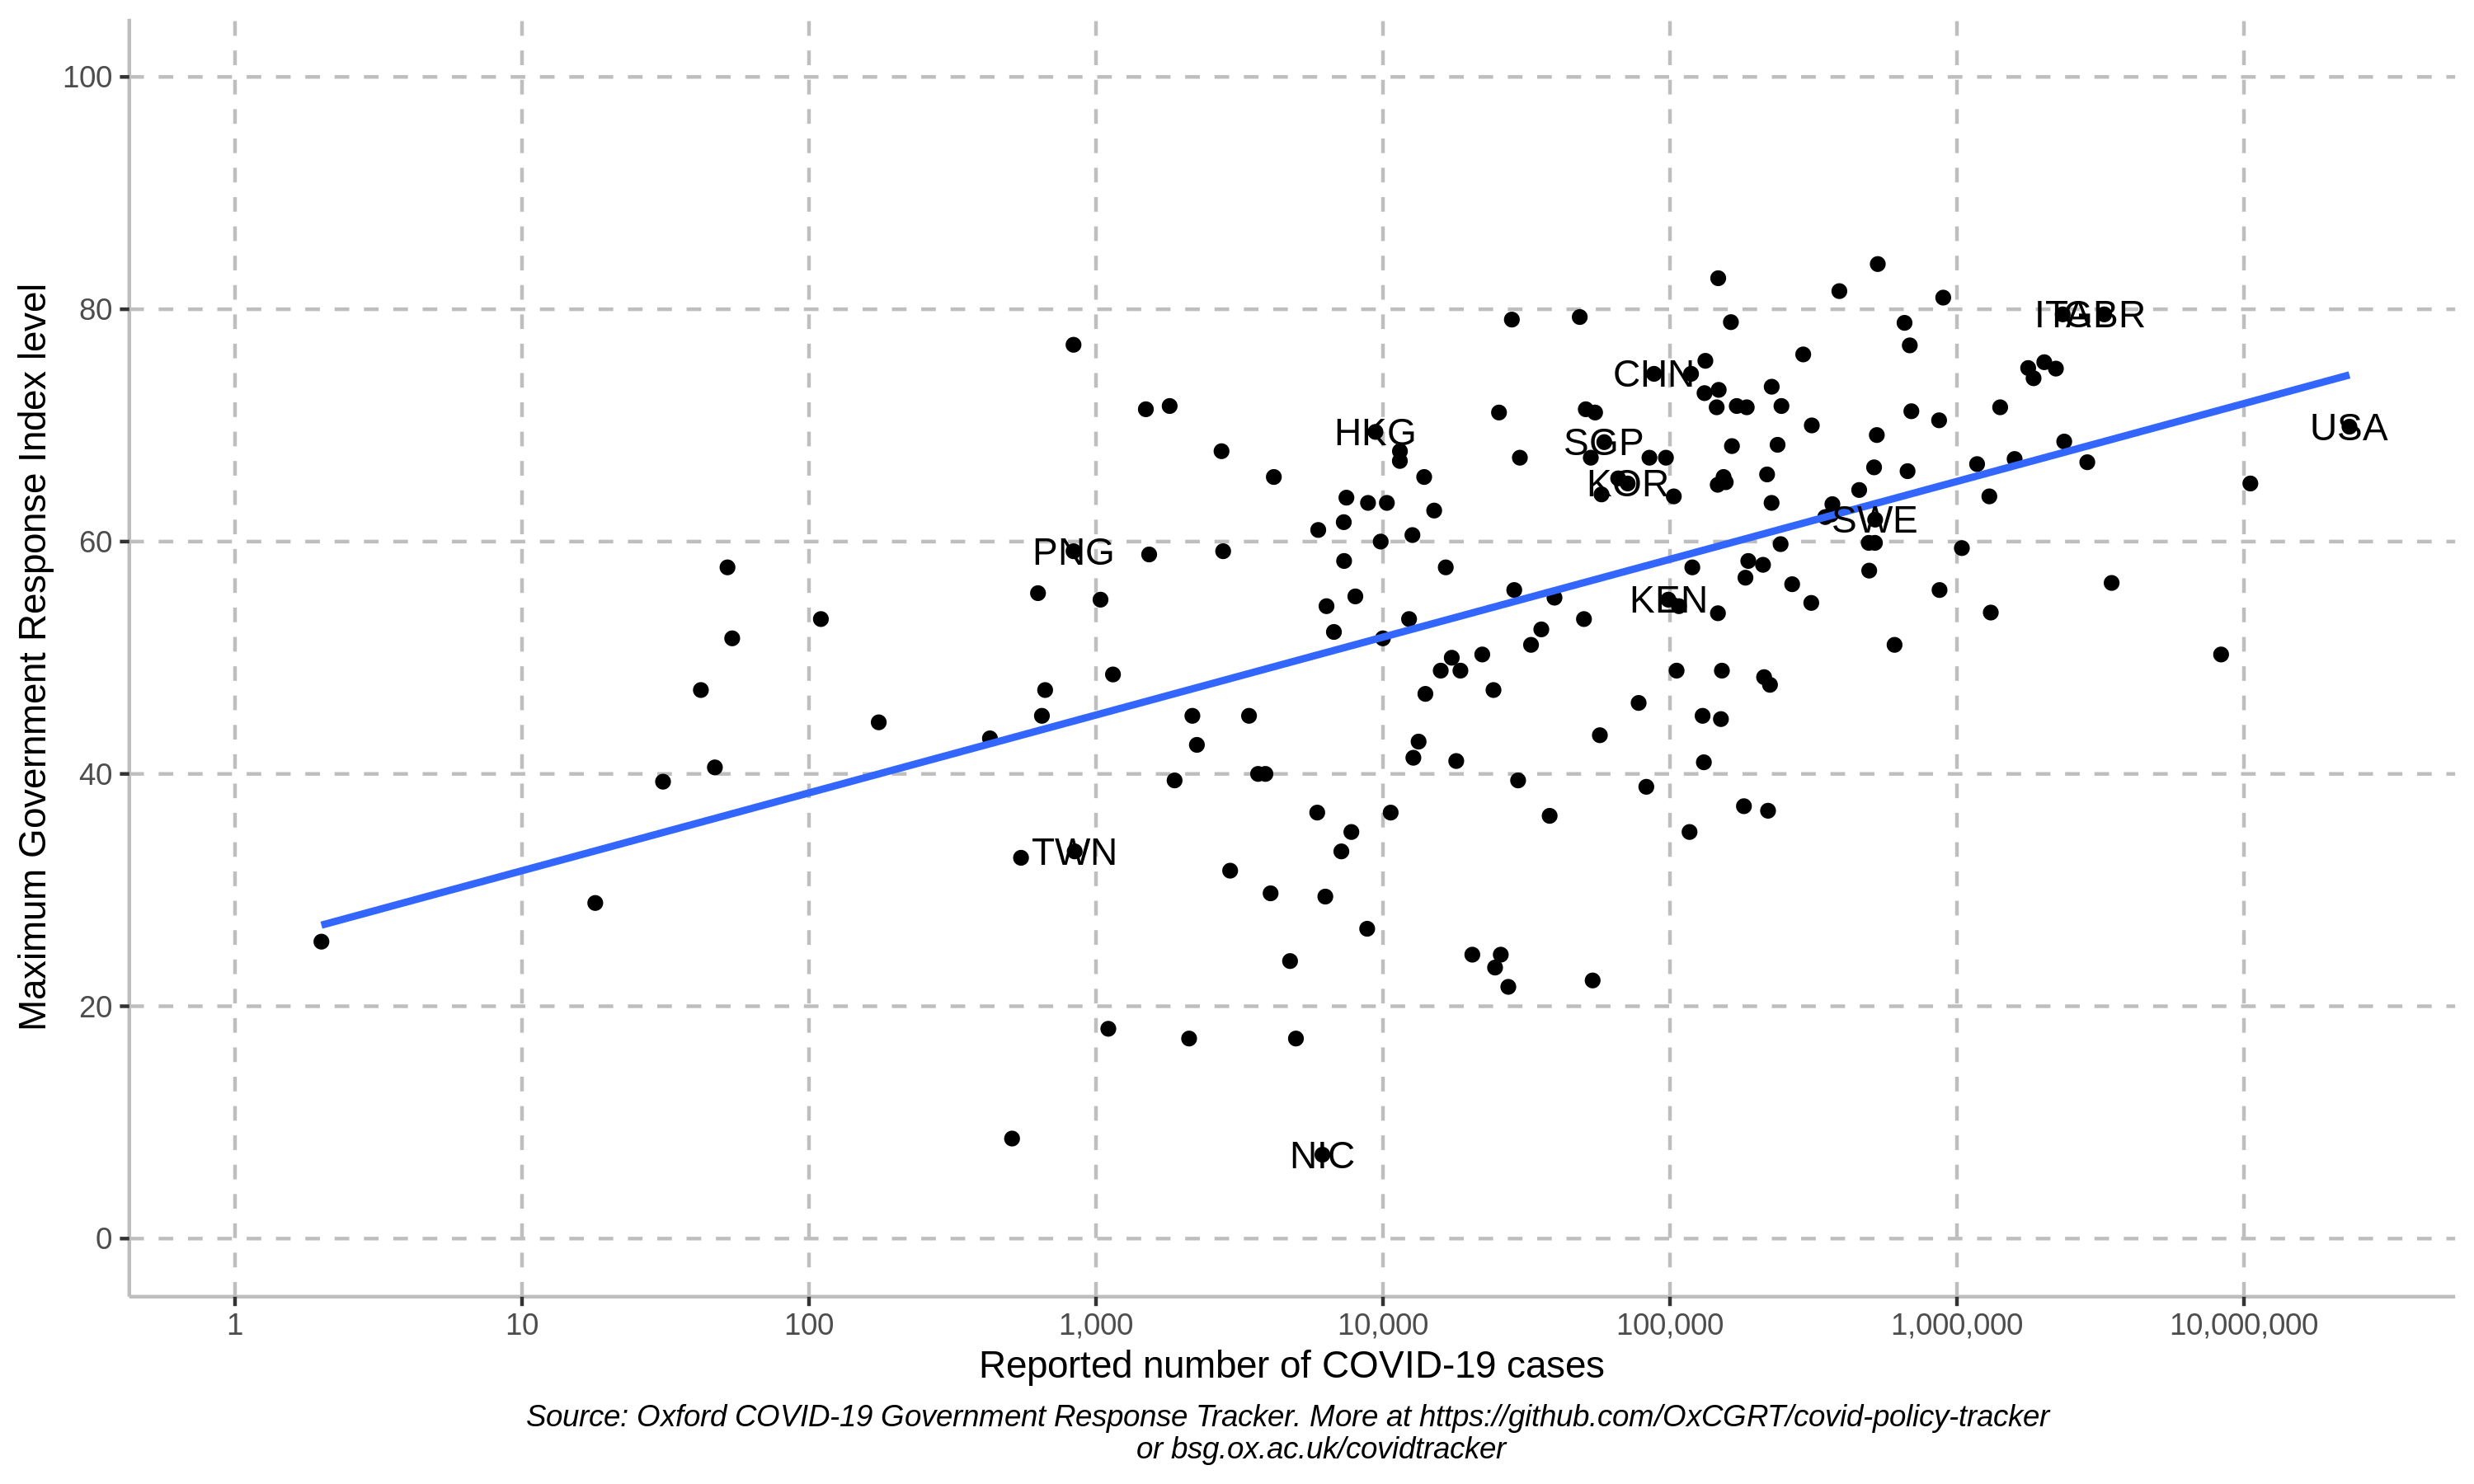 Maximum Government Response Index level
100
80
60
40
20
0
ITA GBR
CHN
USA
HKG
SGP
KOR
SWE
PNG
KEN
TWN
NIC
1 10 100 1,000 10,000 100,000 1,000,000 10,000,000
Reported number of COVID-19 cases
Source: Oxford COVID-19 Government Response Tracker. More at https://github.com/OxCGRT/covid-policy-tracker
or bsg.ox.ac.uk/covidtracker